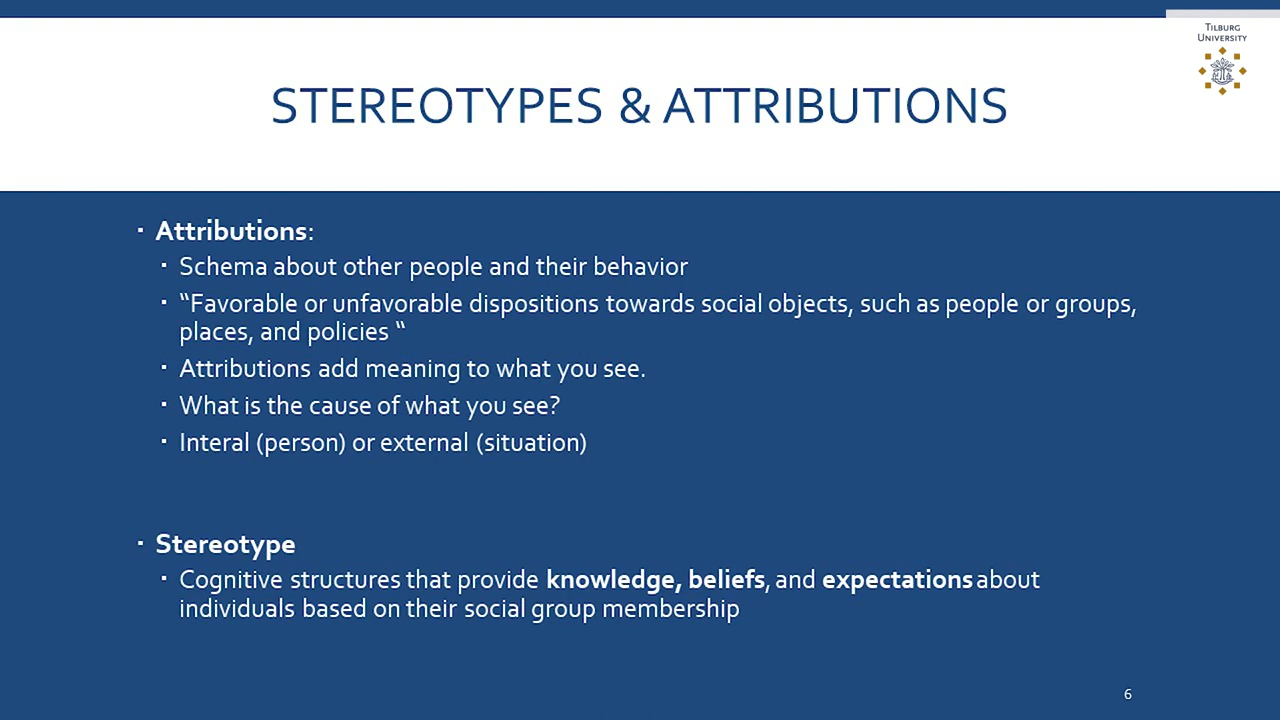 TILBURG
UNIVERSITY
STEREOTYPES & ATTRIBUTIONS
▪ Attributions:
▪ Schema about other people and their behavior
▪ “Favorable or unfavorable dispositions towards social objects, such as people or groups,
places, and policies “
▪ Attributions add meaning to what you see.
▪ What is the cause of what you see?
▪ Interal (person) or external (situation)
▪ Stereotype
▪ Cognitive structures that provide knowledge, beliefs, and expectations about
individuals based on their social group membership
6